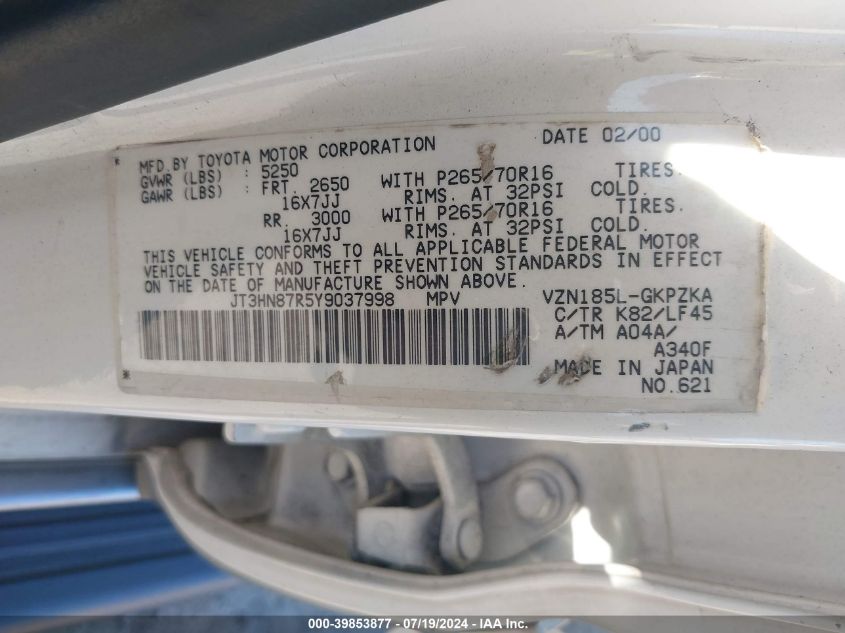 MFD.BY TOYOTA MOTOR CORPORATION DATE 02/00
GVWR (LBS) : 5250
GAWR (LBS) : FRT. 2650 WITH P265/70R16 TIRES.
16X7JJ RIMS. AT 32PSI COLD.
RR. 3000 WITH P265/70R16 TIRES.
16X7JJ RIMS. AT 32PSI COLD.
THIS VEHICLE CONFORMS TO ALL APPLICABLE FEDERAL MOTOR
VEHICLE SAFETY AND THEFT PREVENTION STANDARDS IN EFFECT
ON THE DATE OF MANUFACTURE SHOWN ABOVE.
JT3HN87R5Y9037998 MPV VZN185L-GKPZKA
C/TR K82/LF45
A/TM A04A/
A340F
MADE IN JAPAN
NO.621
000-39853877 - 07/19/2024 - IAA Inc.